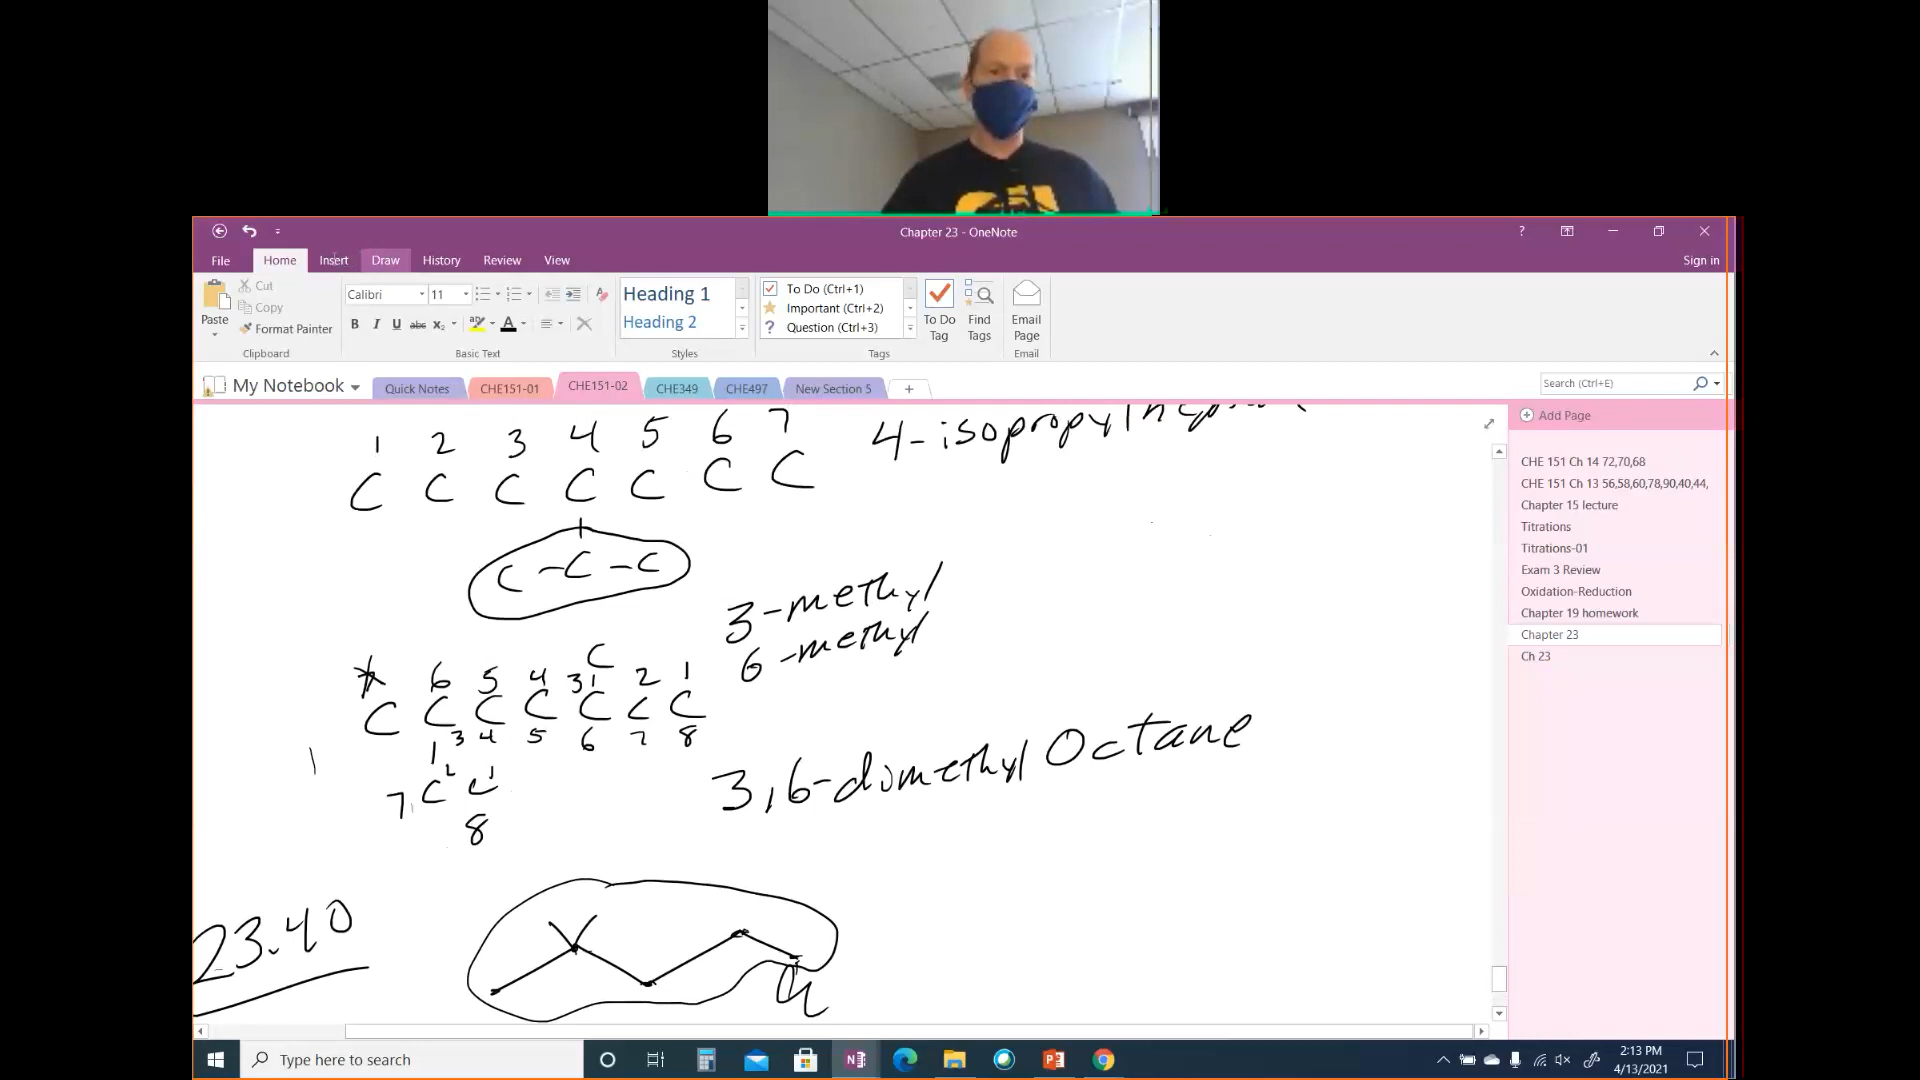 Chapter 23 - OneNote
File Home Insert Draw History Review View
Sign in
Paste
Cut
Copy
Format Painter
Clipboard
Calibri 11
B I U abc X₂ A
Basic Text
Heading 1
Heading 2
Styles
To Do (Ctrl+1)
Important (Ctrl+2)
Question (Ctrl+3)
Tags
To Do Tag
Find Tags
Email Page
Email
My Notebook
Quick Notes CHE151-01 CHE151-02 CHE349 CHE497 New Section 5 +
Search (Ctrl+E)
Add Page
CHE 151 Ch 14 72,70,68
CHE 151 Ch 13 56,58,60,78,90,40,44,
Chapter 15 lecture
Titrations
Titrations-01
Exam 3 Review
Oxidation-Reduction
Chapter 19 homework
Chapter 23
Ch 23
1 2 3 4 5 6 7
C C C C C C C
4-isopropyl
C-C-C
3-methyl
6-methyl
C
6 5 4 3 2 1
C C C C C C C
3 4 5 6 7 8
2 1
7 C C
8
3,6-dimethyl Octane
23.40
Type here to search
2:13 PM
4/13/2021